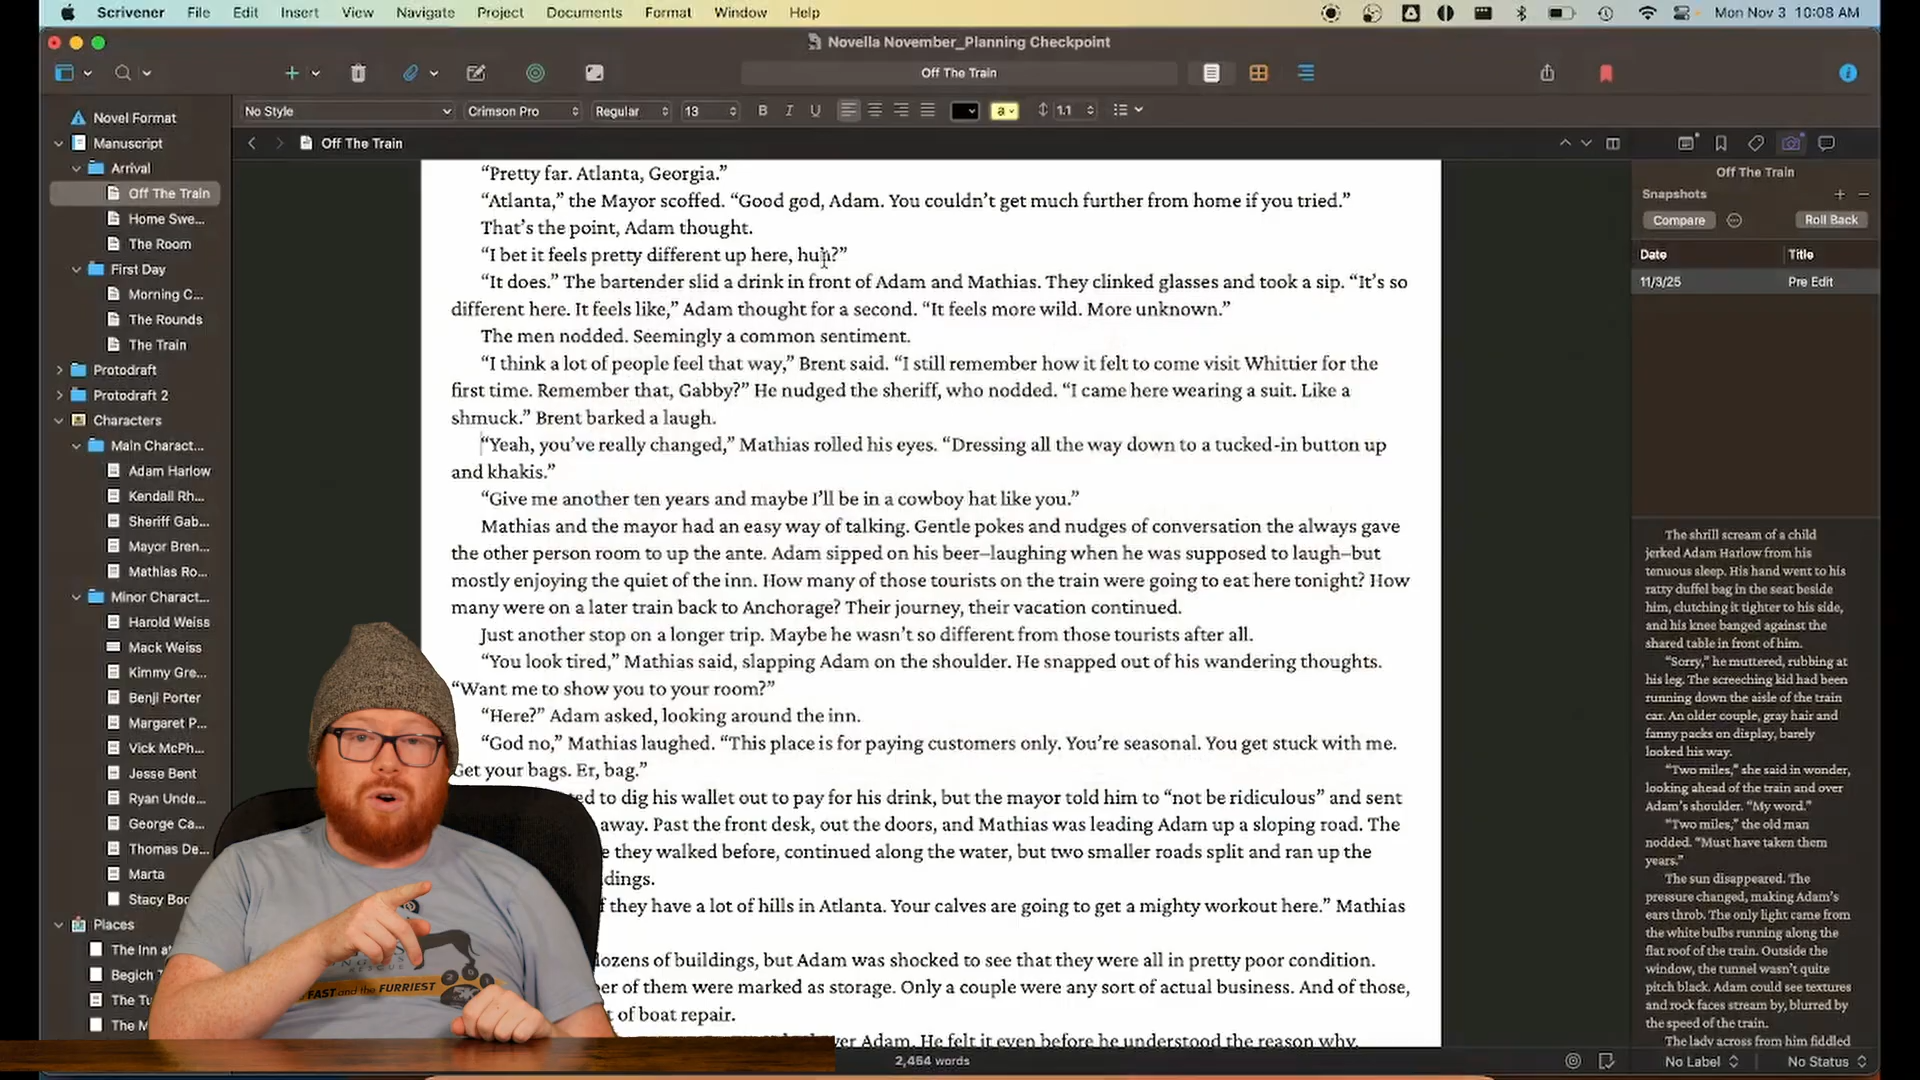 Scrivener File Edit Insert View Navigate Project Documents Format Window Help Mon Nov 3 10:08 AM
Novella November_Planning Checkpoint
Off The Train
No Style Crimson Pro Regular 13 B I U a 1.1
Off The Train
Novel Format
Manuscript
Arrival
Off The Train
Home Swe...
The Room
First Day
Morning C...
The Rounds
The Train
Protodraft
Protodraft 2
Characters
Main Charact...
Adam Harlow
Kendall Rh...
Sheriff Gab...
Mayor Bren...
Mathias Ro...
Minor Charact...
Harold Weiss
Mack Weiss
Kimmy Gre...
Benji Porter
Margaret P...
Vick McPh...
Jesse Bent
Ryan Unde...
George Ca...
Thomas De...
Marta
Stacy Boo
Places
The Inn a
Begich T
The Tu
The M
“Pretty far. Atlanta, Georgia.”
“Atlanta,” the Mayor scoffed. “Good god, Adam. You couldn’t get much further from home if you tried.”
That’s the point, Adam thought.
“I bet it feels pretty different up here, huh?”
“It does.” The bartender slid a drink in front of Adam and Mathias. They clinked glasses and took a sip. “It’s so
different here. It feels like,” Adam thought for a second. “It feels more wild. More unknown.”
The men nodded. Seemingly a common sentiment.
“I think a lot of people feel that way,” Brent said. “I still remember how it felt to come visit Whittier for the
first time. Remember that, Gabby?” He nudged the sheriff, who nodded. “I came here wearing a suit. Like a
shmuck.” Brent barked a laugh.
“Yeah, you’ve really changed,” Mathias rolled his eyes. “Dressing all the way down to a tucked-in button up
and khakis.”
“Give me another ten years and maybe I’ll be in a cowboy hat like you.”
Mathias and the mayor had an easy way of talking. Gentle pokes and nudges of conversation the always gave
the other person room to up the ante. Adam sipped on his beer–laughing when he was supposed to laugh–but
mostly enjoying the quiet of the inn. How many of those tourists on the train were going to eat here tonight? How
many were on a later train back to Anchorage? Their journey, their vacation continued.
Just another stop on a longer trip. Maybe he wasn’t so different from those tourists after all.
“You look tired,” Mathias said, slapping Adam on the shoulder. He snapped out of his wandering thoughts.
“Want me to show you to your room?”
“Here?” Adam asked, looking around the inn.
“God no,” Mathias laughed. “This place is for paying customers only. You’re seasonal. You get stuck with me.
Get your bags. Er, bag.”
ed to dig his wallet out to pay for his drink, but the mayor told him to “not be ridiculous” and sent
away. Past the front desk, out the doors, and Mathias was leading Adam up a sloping road. The
e they walked before, continued along the water, but two smaller roads split and ran up the
ldings.
f they have a lot of hills in Atlanta. Your calves are going to get a mighty workout here.” Mathias
lozens of buildings, but Adam was shocked to see that they were all in pretty poor condition.
er of them were marked as storage. Only a couple were any sort of actual business. And of those,
t of boat repair.
ver Adam. He felt it even before he understood the reason why.
2,454 words
Off The Train
Snapshots
Compare Roll Back
Date Title
11/3/25 Pre Edit
The shrill scream of a child
jerked Adam Harlow from his
tenuous sleep. His hand went to his
ratty duffel bag in the seat beside
him, clutching it tighter to his side,
and his knee banged against the
shared table in front of him.
“Sorry,” he muttered, rubbing at
his leg. The screeching kid had been
running down the aisle of the train
car. An older couple, gray hair and
fanny packs on display, barely
looked his way.
“Two miles,” she said in wonder,
looking ahead of the train and over
Adam’s shoulder. “My word.”
“Two miles,” the old man
nodded. “Must have taken them
years.”
The sun disappeared. The
pressure changed, making Adam’s
ears throb. The only light came from
the white bulbs running along the
flat roof of the train. Outside the
window, the tunnel wasn’t quite
pitch black. Adam could see textures
and rock faces stream by, blurred by
the speed of the train.
The lady across from him fiddled
No Label No Status
FAST and the FURRIEST